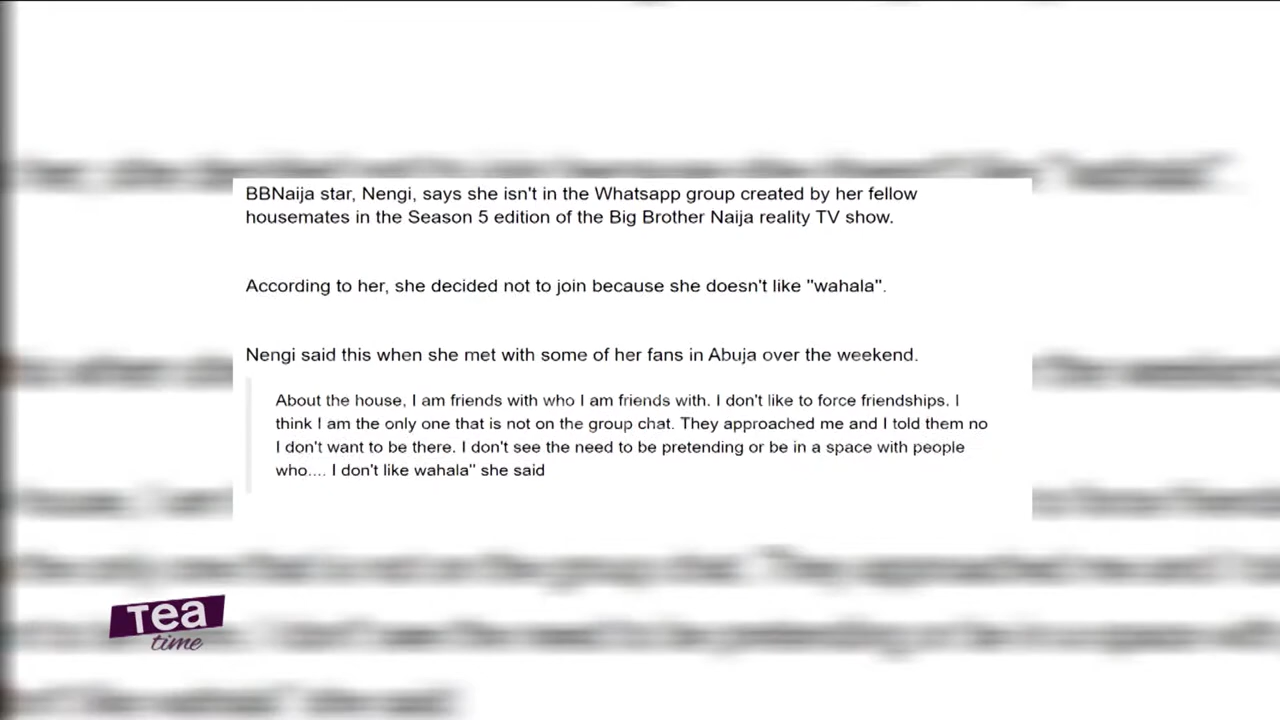 BBNaija star, Nengi, says she isn't in the Whatsapp group created by her fellow
housemates in the Season 5 edition of the Big Brother Naija reality TV show.
According to her, she decided not to join because she doesn't like "wahala".
Nengi said this when she met with some of her fans in Abuja over the weekend.
About the house, I am friends with who I am friends with. I don't like to force friendships. I
think I am the only one that is not on the group chat. They approached me and I told them no
I don't want to be there. I don't see the need to be pretending or be in a space with people
who.... I don't like wahala" she said
Tea
time